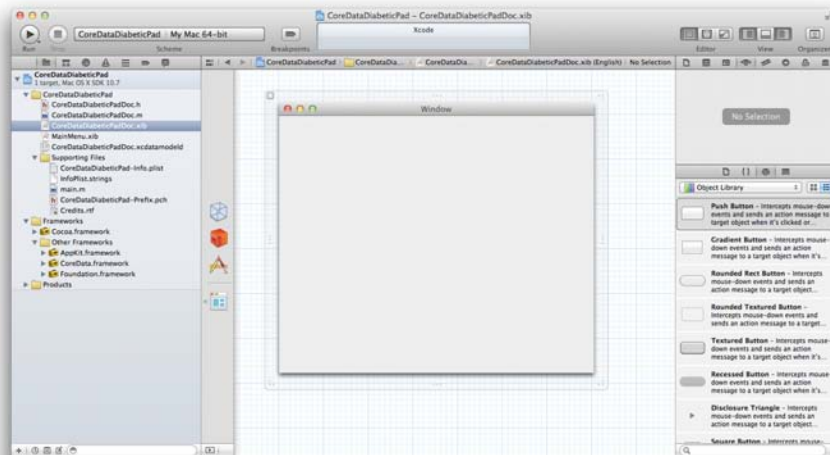 CoreDataDiabeticPad – CoreDataDiabeticPadDoc.xib
CoreDataDiabeticPad My Mac 64-bit
Xcode
Run Stop Scheme Breakpoints Editor View Organizer
CoreDataDiabeticPad CoreDataDia... CoreDataDia... CoreDataDiabeticPadDoc.xib (English) No Selection
CoreDataDiabeticPad
1 target, Mac OS X SDK 10.7
CoreDataDiabeticPad
CoreDataDiabeticPadDoc.h
CoreDataDiabeticPadDoc.m
CoreDataDiabeticPadDoc.xib
MainMenu.xib
CoreDataDiabeticPadDoc.xcdatamodeld
Supporting Files
CoreDataDiabeticPad-Info.plist
InfoPlist.strings
main.m
CoreDataDiabeticPad-Prefix.pch
Credits.rtf
Frameworks
Cocoa.framework
Other Frameworks
AppKit.framework
CoreData.framework
Foundation.framework
Products
Window
No Selection
Object Library
Push Button - Intercepts mouse-down
events and sends an action message to
target object when it's clicked or...
Gradient Button - Intercepts mouse-
down events and sends an action
message to a target object when it's...
Rounded Rect Button - Intercepts
mouse-down events and sends an
action message to a target object...
Rounded Textured Button -
Intercepts mouse-down events and
sends an action message to a target...
Textured Button - Intercepts mouse-
down events and sends an action
message to a target object when it's...
Recessed Button - Intercepts mouse-
down events and sends an action
message to a target object when it's...
Disclosure Triangle - Intercepts
mouse-down events and sends an
action message to a target object...
Square Button - Intercepts mouse-